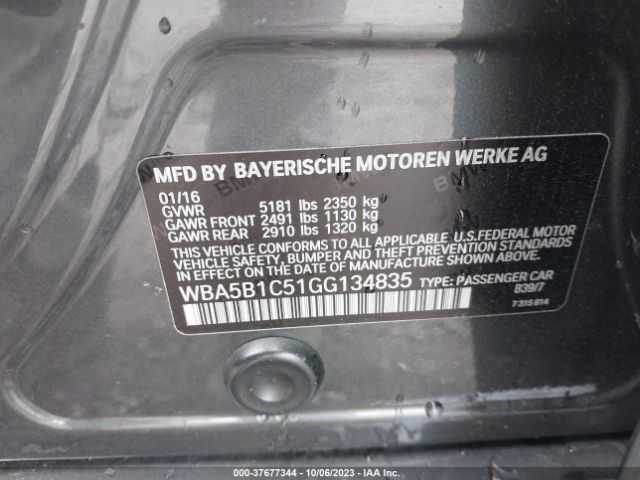 MFD BY BAYERISCHE MOTOREN WERKE AG
01/16
GVWR 5181 lbs 2350 kg
GAWR FRONT 2491 lbs 1130 kg
GAWR REAR 2910 lbs 1320 kg
THIS VEHICLE CONFORMS TO ALL APPLICABLE U.S.FEDERAL MOTOR
VEHICLE SAFETY, BUMPER, AND THEFT PREVENTION STANDARDS
IN EFFECT ON THE DATE OF MANUFACTURE SHOWN ABOVE.
WBA5B1C51GG134835 TYPE: PASSENGER CAR
B39/7
7315814
000-37677344 | 10/06/2023 | IAA Inc.